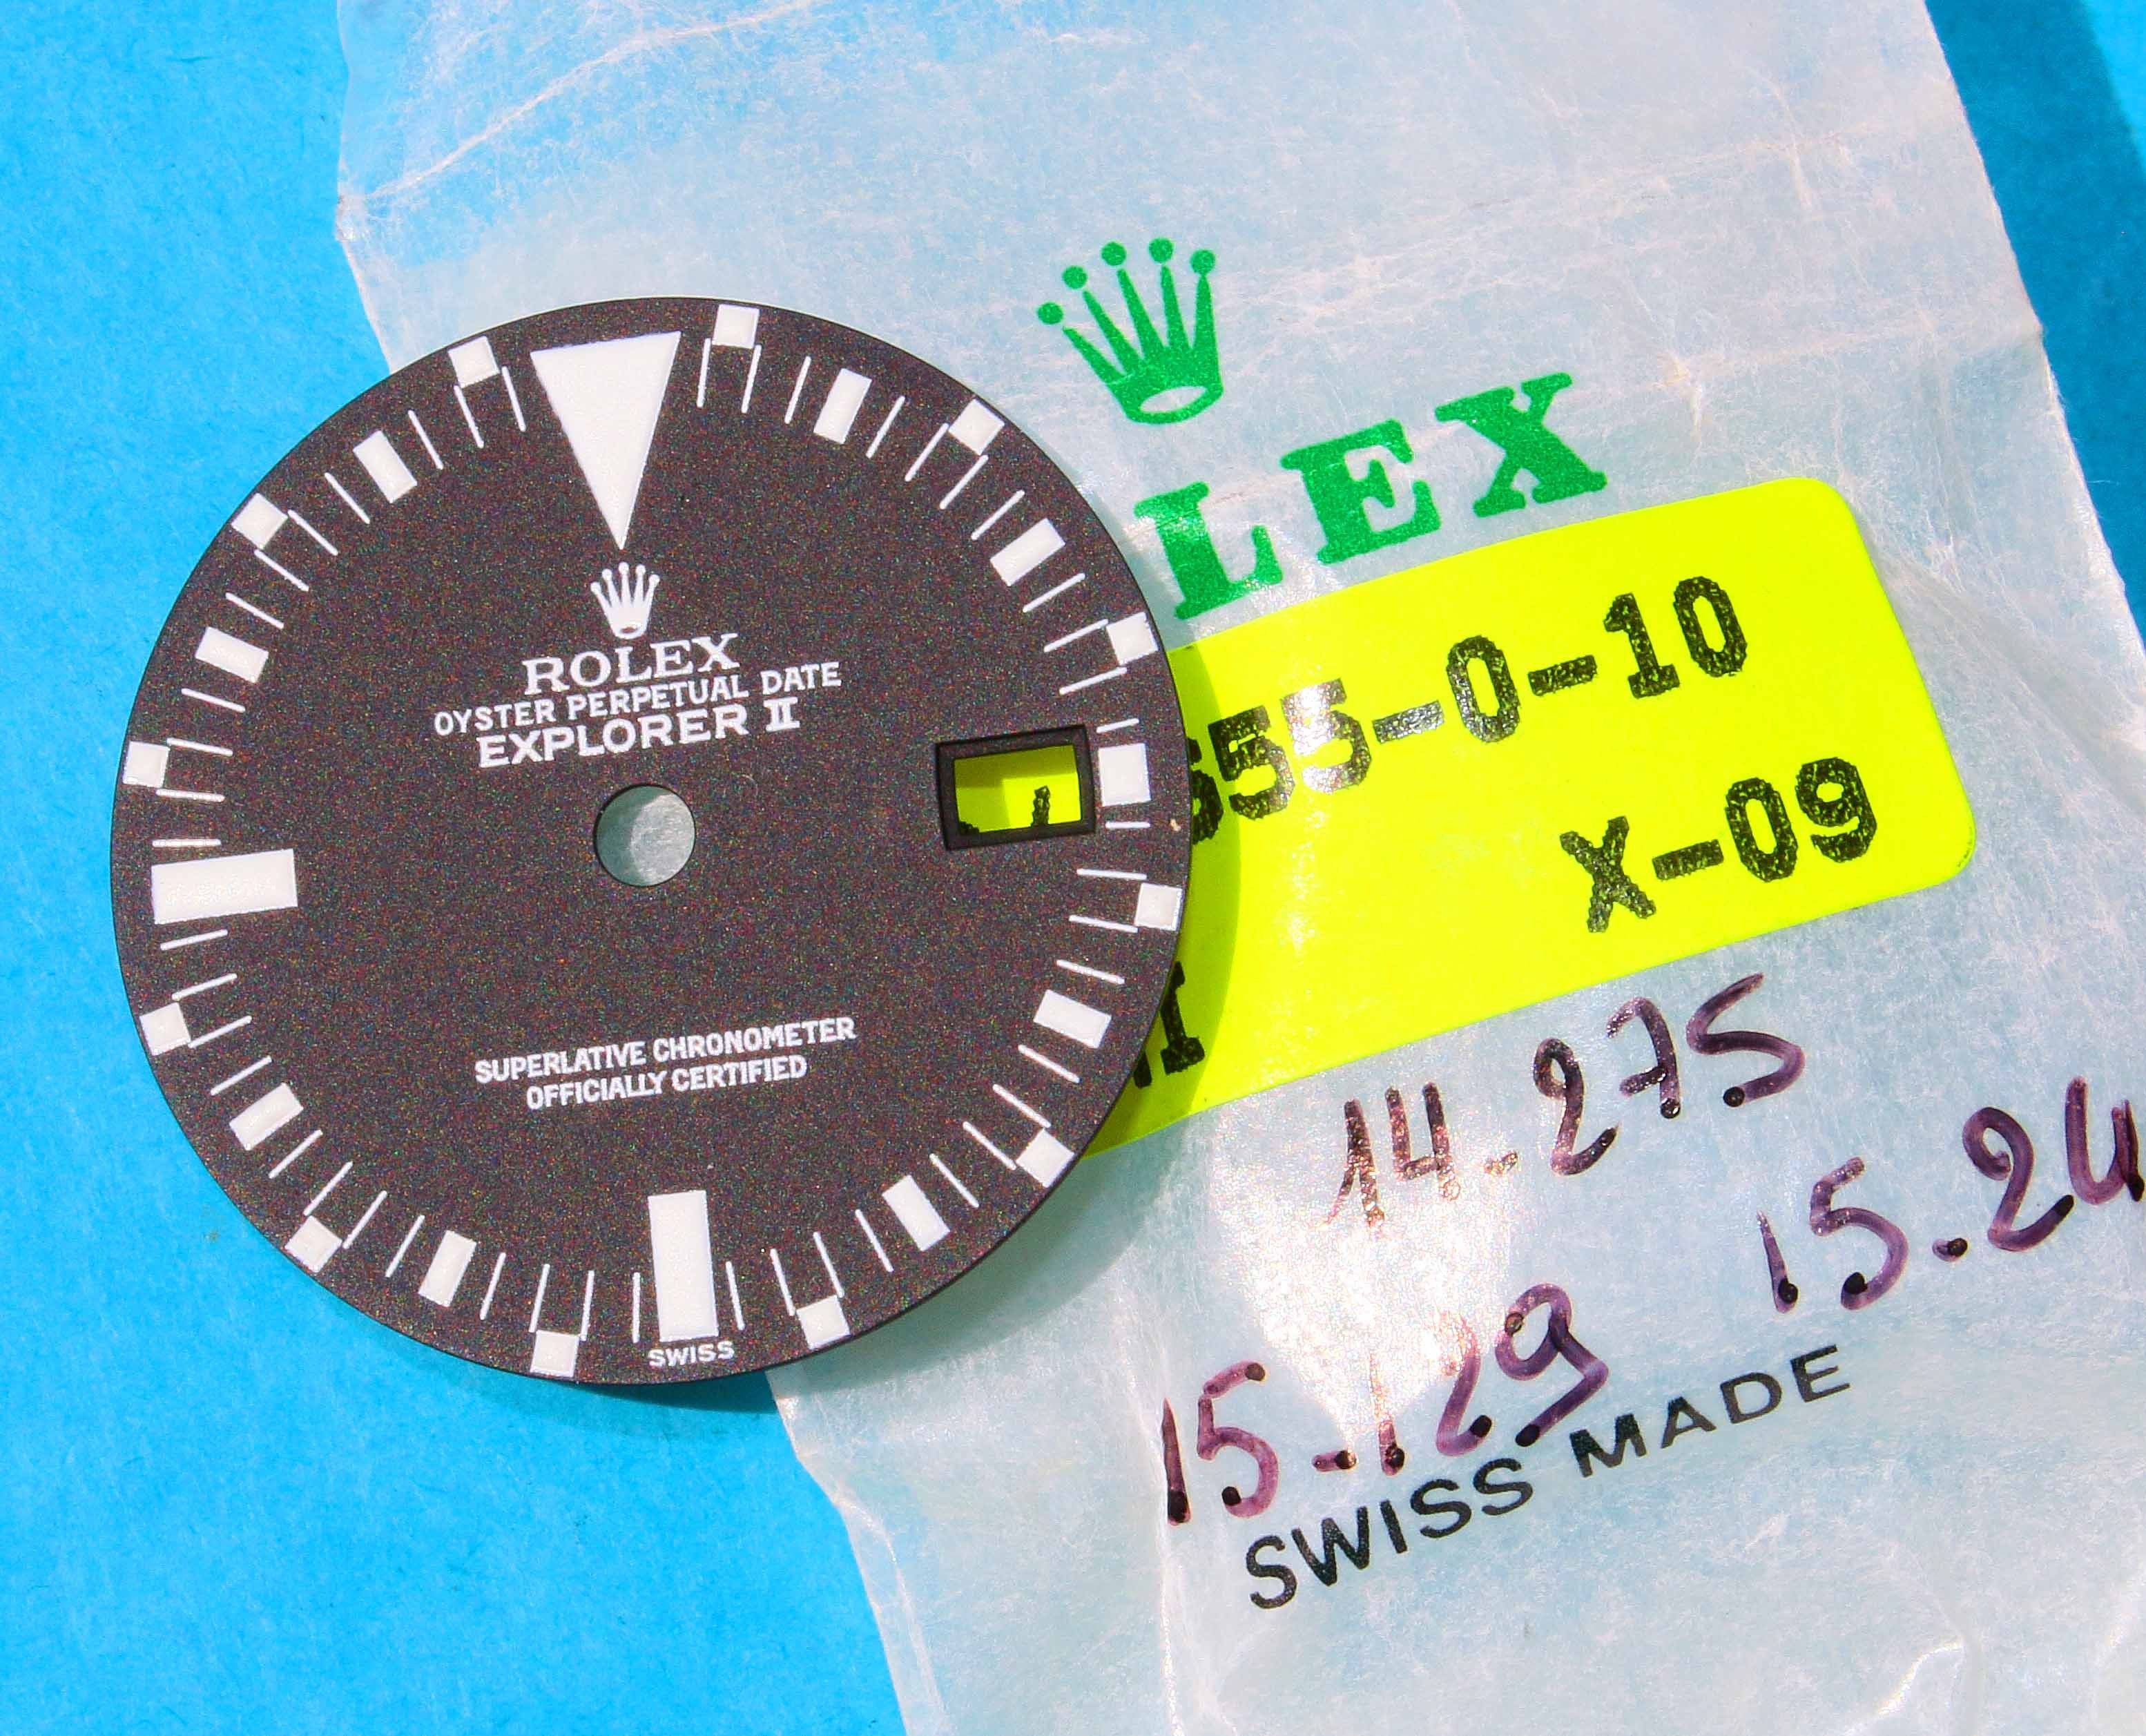 ROLEX
OYSTER PERPETUAL DATE
EXPLORER II
SUPERLATIVE CHRONOMETER
OFFICIALLY CERTIFIED
SWISS
LEX
655-0-10
X-09
14-275
15.24
15-129
SWISS MADE